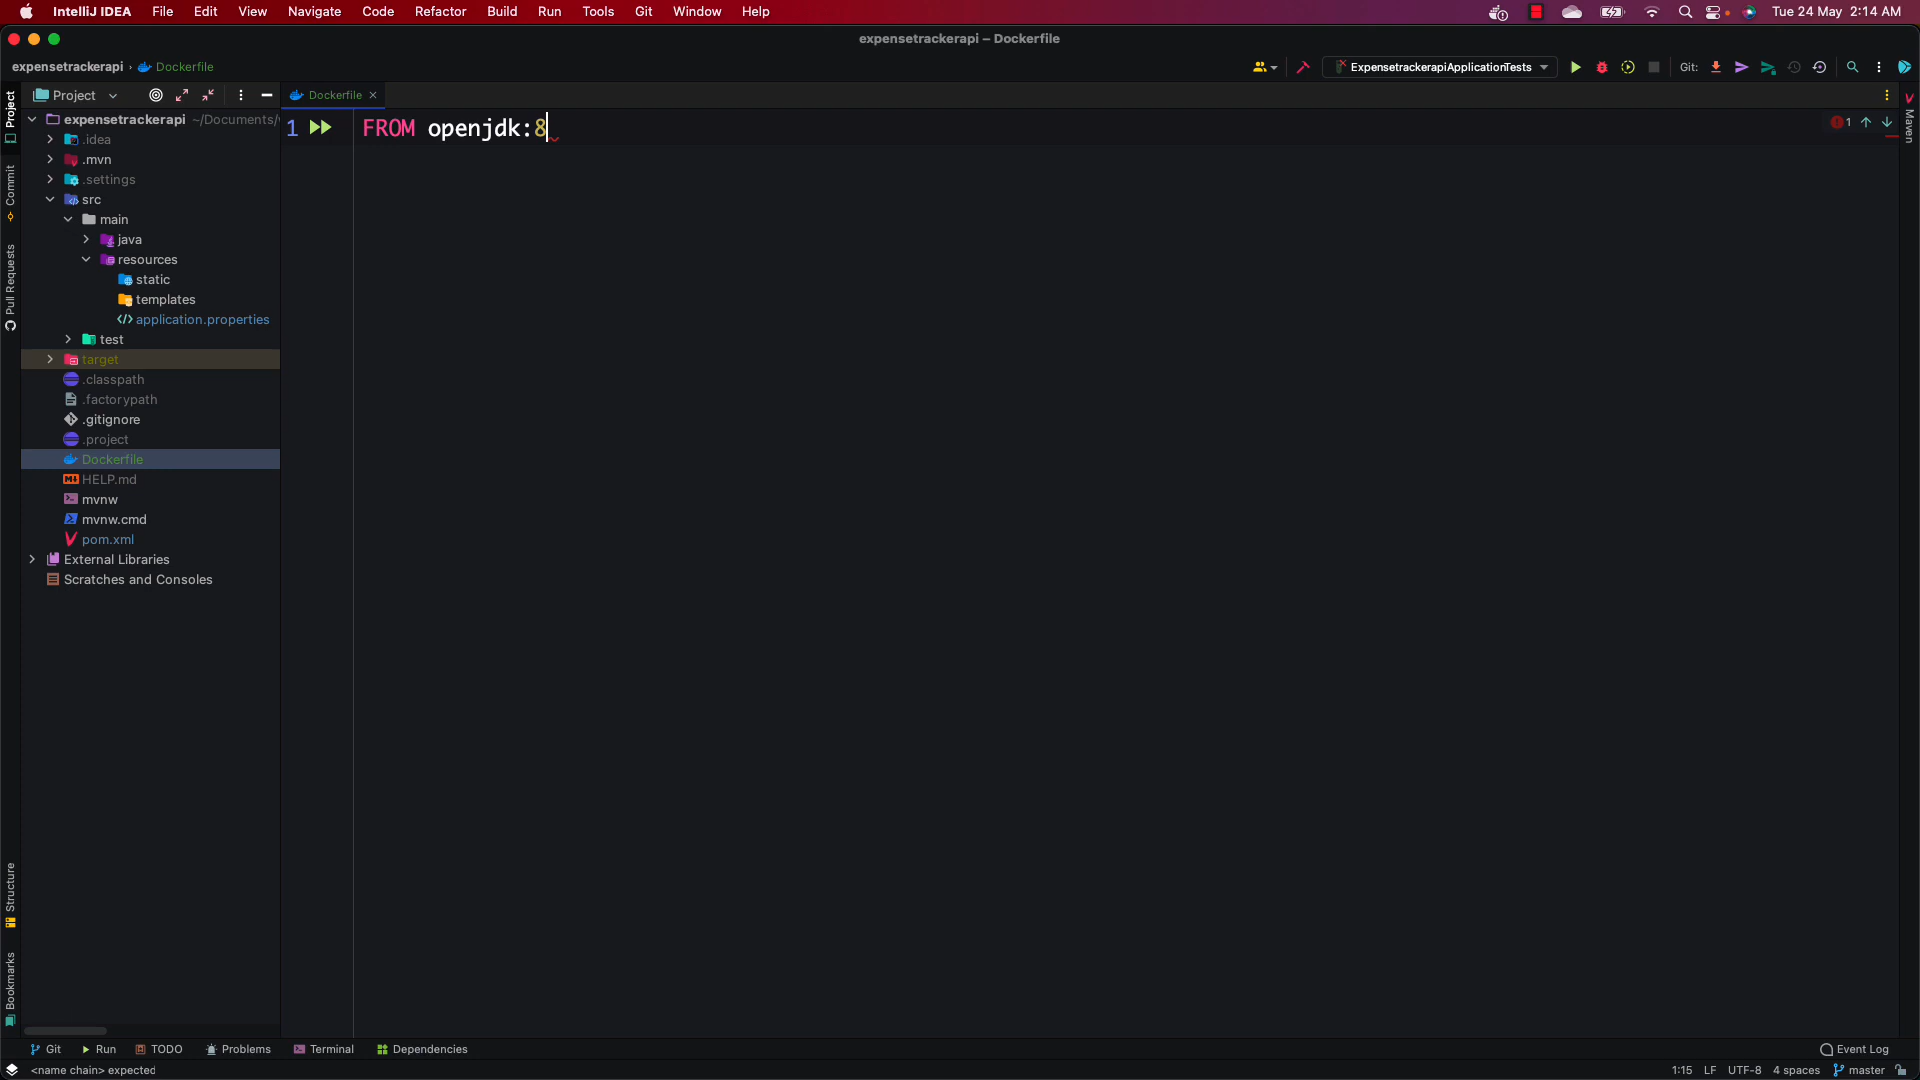 IntelliJ IDEA File Edit View Navigate Code Refactor Build Run Tools Git Window Help Tue 24 May 2:14 AM
expensetrackerapi – Dockerfile
expensetrackerapi › Dockerfile ExpensetrackerapiApplicationTests Git:
Project Dockerfile
expensetrackerapi ~/Documents/
1 FROM openjdk:8
1
.idea
.mvn
.settings
src
main
java
resources
static
templates
application.properties
test
target
.classpath
.factorypath
.gitignore
.project
Dockerfile
HELP.md
mvnw
mvnw.cmd
pom.xml
External Libraries
Scratches and Consoles
Project
Commit
Pull Requests
Structure
Bookmarks
Maven
Git Run TODO Problems Terminal Dependencies Event Log
<name chain> expected 1:15 LF UTF-8 4 spaces master